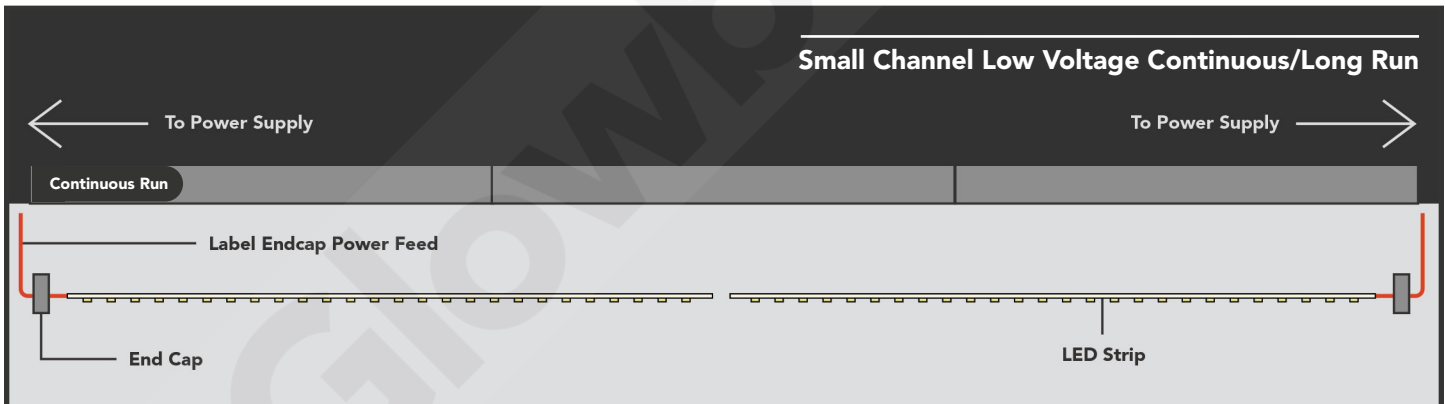 Small Channel Low Voltage Continuous/Long Run
To Power Supply
To Power Supply
Continuous Run
Label Endcap Power Feed
End Cap
LED Strip